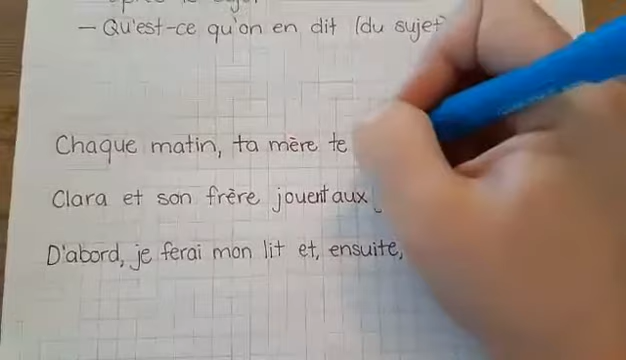 — Qu'est-ce qu'on en dit (du sujet)
Chaque matin, ta mère te
Clara et son frère jouent aux
D'abord, je ferai mon lit et, ensuite,